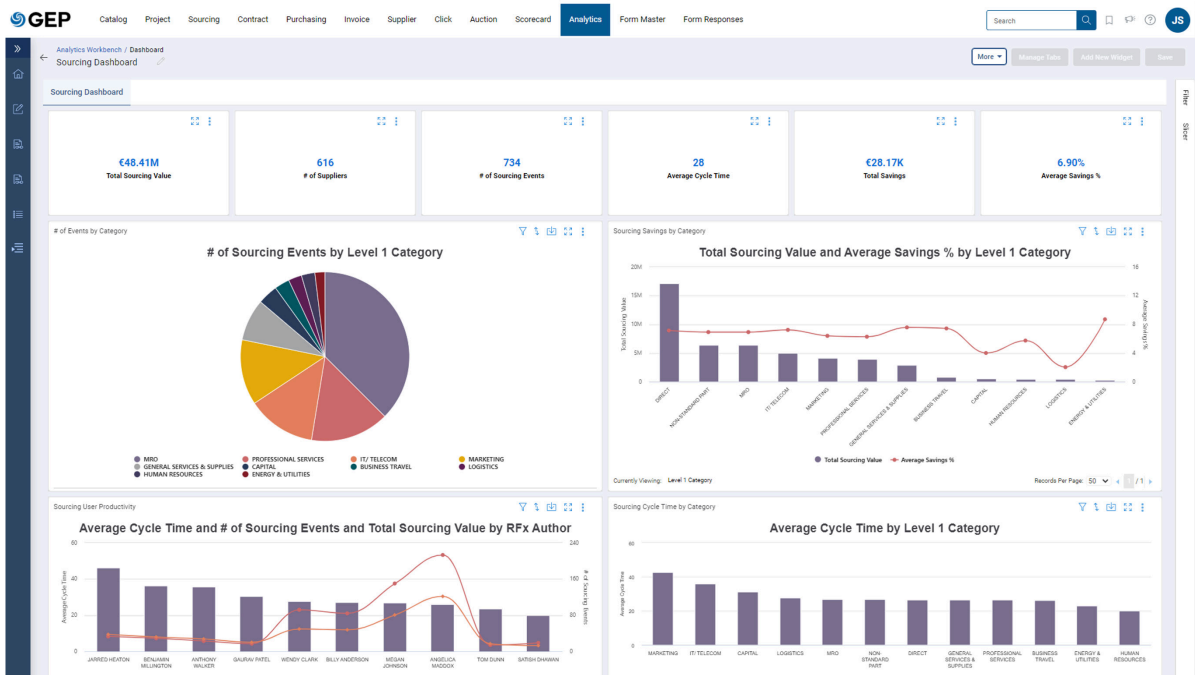 GEP
Catalog Project Sourcing Contract Purchasing Invoice Supplier Click Auction Scorecard Analytics Form Master Form Responses
Search
JS
Analytics Workbench / Dashboard
Sourcing Dashboard
More
Manage Tabs
Add New Widget
Save
Sourcing Dashboard
Filter
Slicer
€48.41M
Total Sourcing Value
616
# of Suppliers
734
# of Sourcing Events
28
Average Cycle Time
€28.17K
Total Savings
6.90%
Average Savings %
# of Events by Category
# of Sourcing Events by Level 1 Category
MRO PROFESSIONAL SERVICES IT/ TELECOM MARKETING
GENERAL SERVICES & SUPPLIES CAPITAL BUSINESS TRAVEL LOGISTICS
HUMAN RESOURCES ENERGY & UTILITIES
Sourcing Savings by Category
Total Sourcing Value and Average Savings % by Level 1 Category
20M
15M
10M
5M
0
Total Sourcing Value
16
12
8
4
0
Average Savings %
DIRECT
NON-STANDARD PART
MRO
IT/ TELECOM
MARKETING
PROFESSIONAL SERVICES
GENERAL SERVICES & SUPPLIES
BUSINESS TRAVEL
CAPITAL
HUMAN RESOURCES
LOGISTICS
ENERGY & UTILITIES
Total Sourcing Value Average Savings %
Currently Viewing: Level 1 Category
Records Per Page: 50 1 / 1
Sourcing User Productivity
Average Cycle Time and # of Sourcing Events and Total Sourcing Value by RFx Author
60
40
20
0
Average Cycle Time
240
160
80
0
# of Sourcing Events
JARRED HEATON
BENJAMIN MILLINGTON
ANTHONY WALKER
GAURAV PATEL
WENDY CLARK
BILLY ANDERSON
MEGAN JOHNSON
ANGELICA MADDOX
TOM DUNN
SATISH DHAWAN
Sourcing Cycle Time by Category
Average Cycle Time by Level 1 Category
60
40
20
0
Average Cycle Time
MARKETING
IT/ TELECOM
CAPITAL
LOGISTICS
MRO
NON STANDARD PART
DIRECT
GENERAL SERVICES & SUPPLIES
PROFESSIONAL SERVICES
BUSINESS TRAVEL
ENERGY & UTILITIES
HUMAN RESOURCES